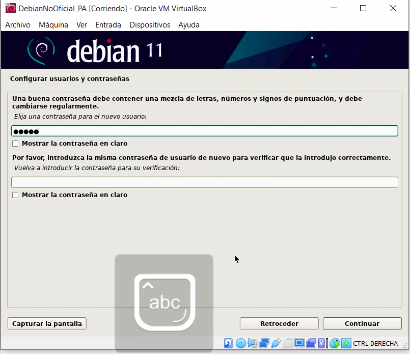 DebianNoOficial_PA [Corriendo] - Oracle VM VirtualBox
Archivo Máquina Ver Entrada Dispositivos Ayuda
debian 11
Configurar usuarios y contraseñas
Una buena contraseña debe contener una mezcla de letras, números y signos de puntuación, y debe
cambiarse regularmente.
Elija una contraseña para el nuevo usuario:
●●●●●
Mostrar la contraseña en claro
Por favor, introduzca la misma contraseña de usuario de nuevo para verificar que la introdujo correctamente.
Vuelva a introducir la contraseña para su verificación:
Mostrar la contraseña en claro
abc
Capturar la pantalla Retroceder Continuar
CTRL DERECHA